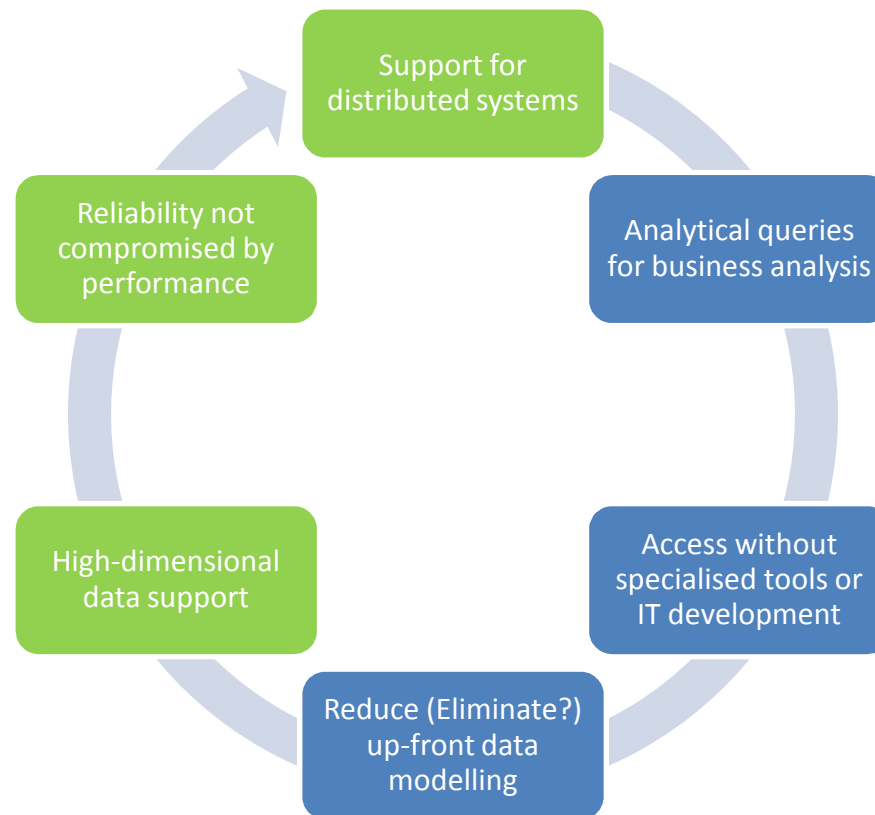 Support for
distributed systems
Analytical queries
for business analysis
Access without
specialised tools or
IT development
Reduce (Eliminate?)
up-front data
modelling
High-dimensional
data support
Reliability not
compromised by
performance